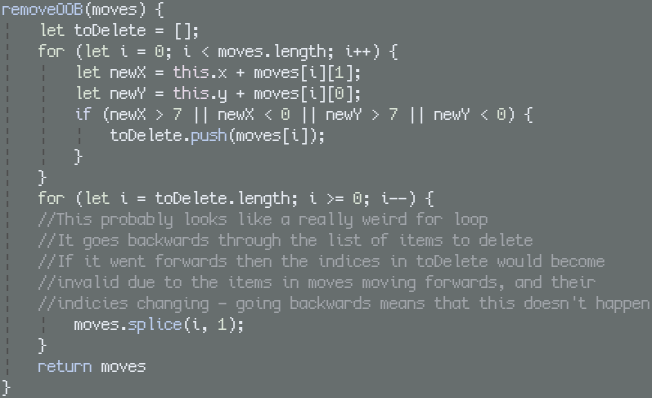 removeOOB(moves) {
let toDelete = [];
for (let i = 0; i < moves.length; i++) {
let newX = this.x + moves[i][1];
let newY = this.y + moves[i][0];
if (newX > 7 || newX < 0 || newY > 7 || newY < 0) {
toDelete.push(moves[i]);
}
}
for (let i = toDelete.length; i >= 0; i--) {
//This probably looks like a really weird for loop
//It goes backwards through the list of items to delete
//If it went forwards then the indices in toDelete would become
//invalid due to the items in moves moving forwards, and their
//indicies changing - going backwards means that this doesn't happen
moves.splice(i, 1);
}
return moves
}